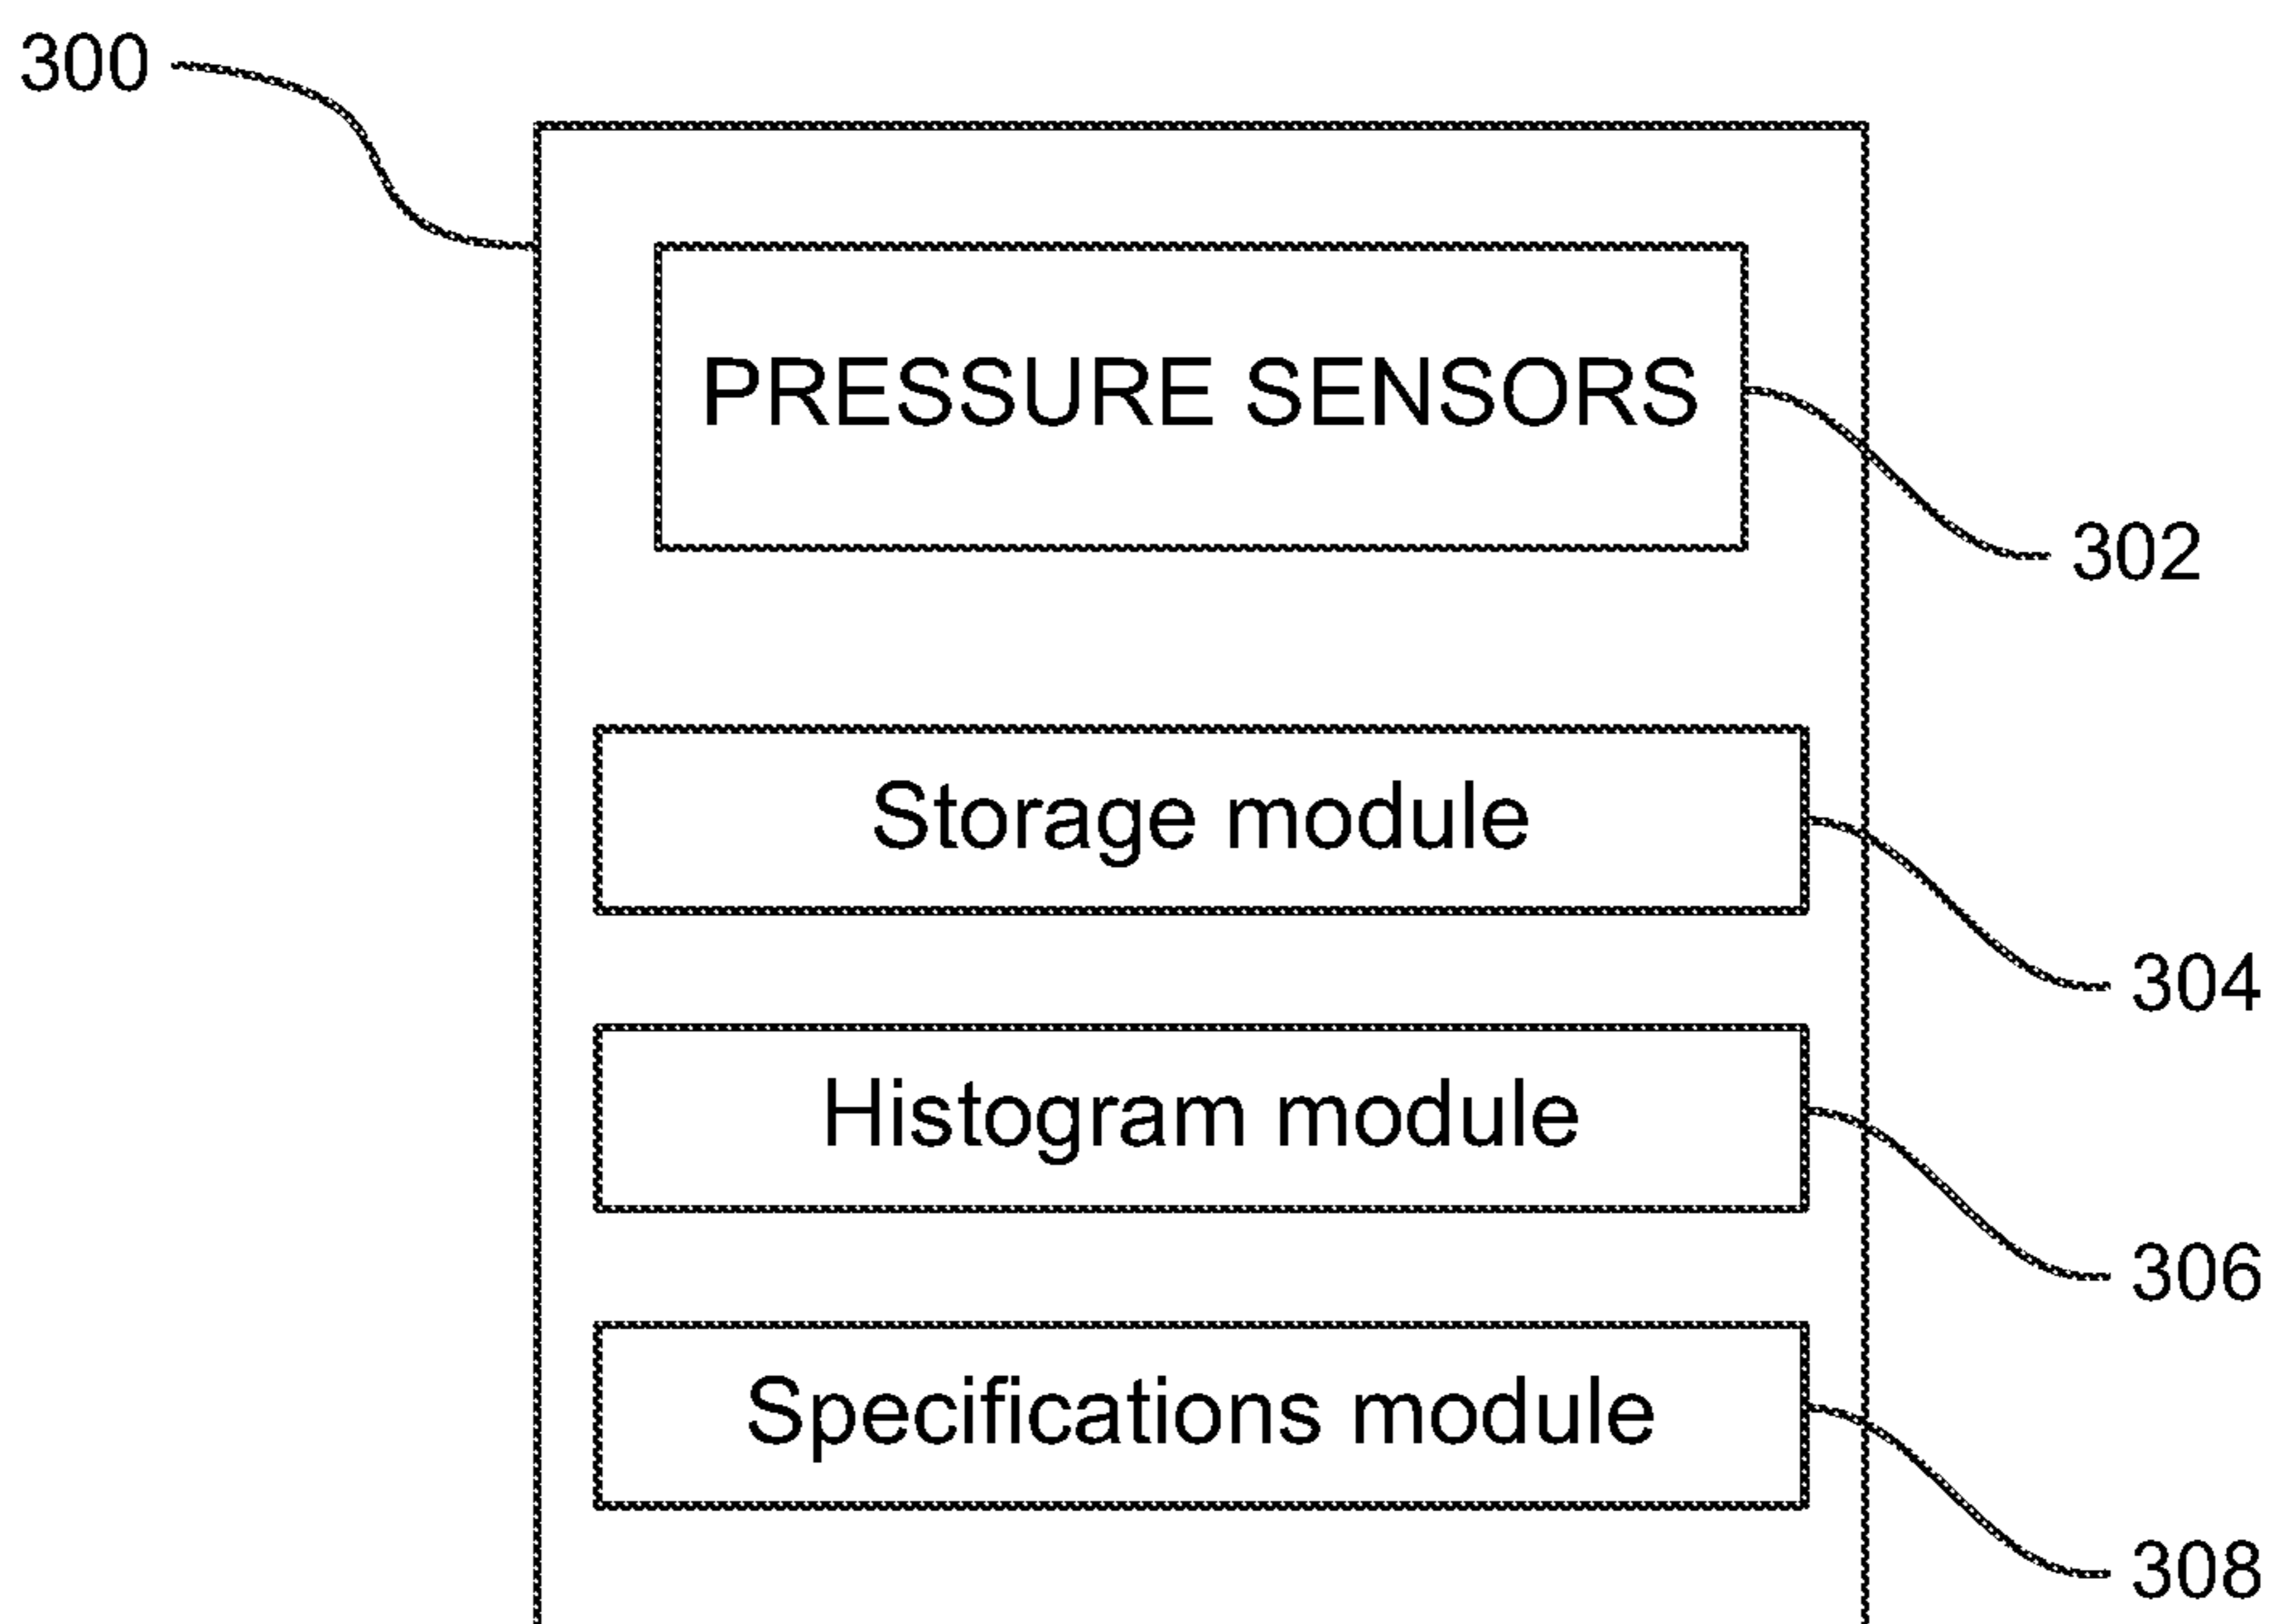 300
PRESSURE SENSORS
302
Storage module
304
Histogram module
306
Specifications module
308